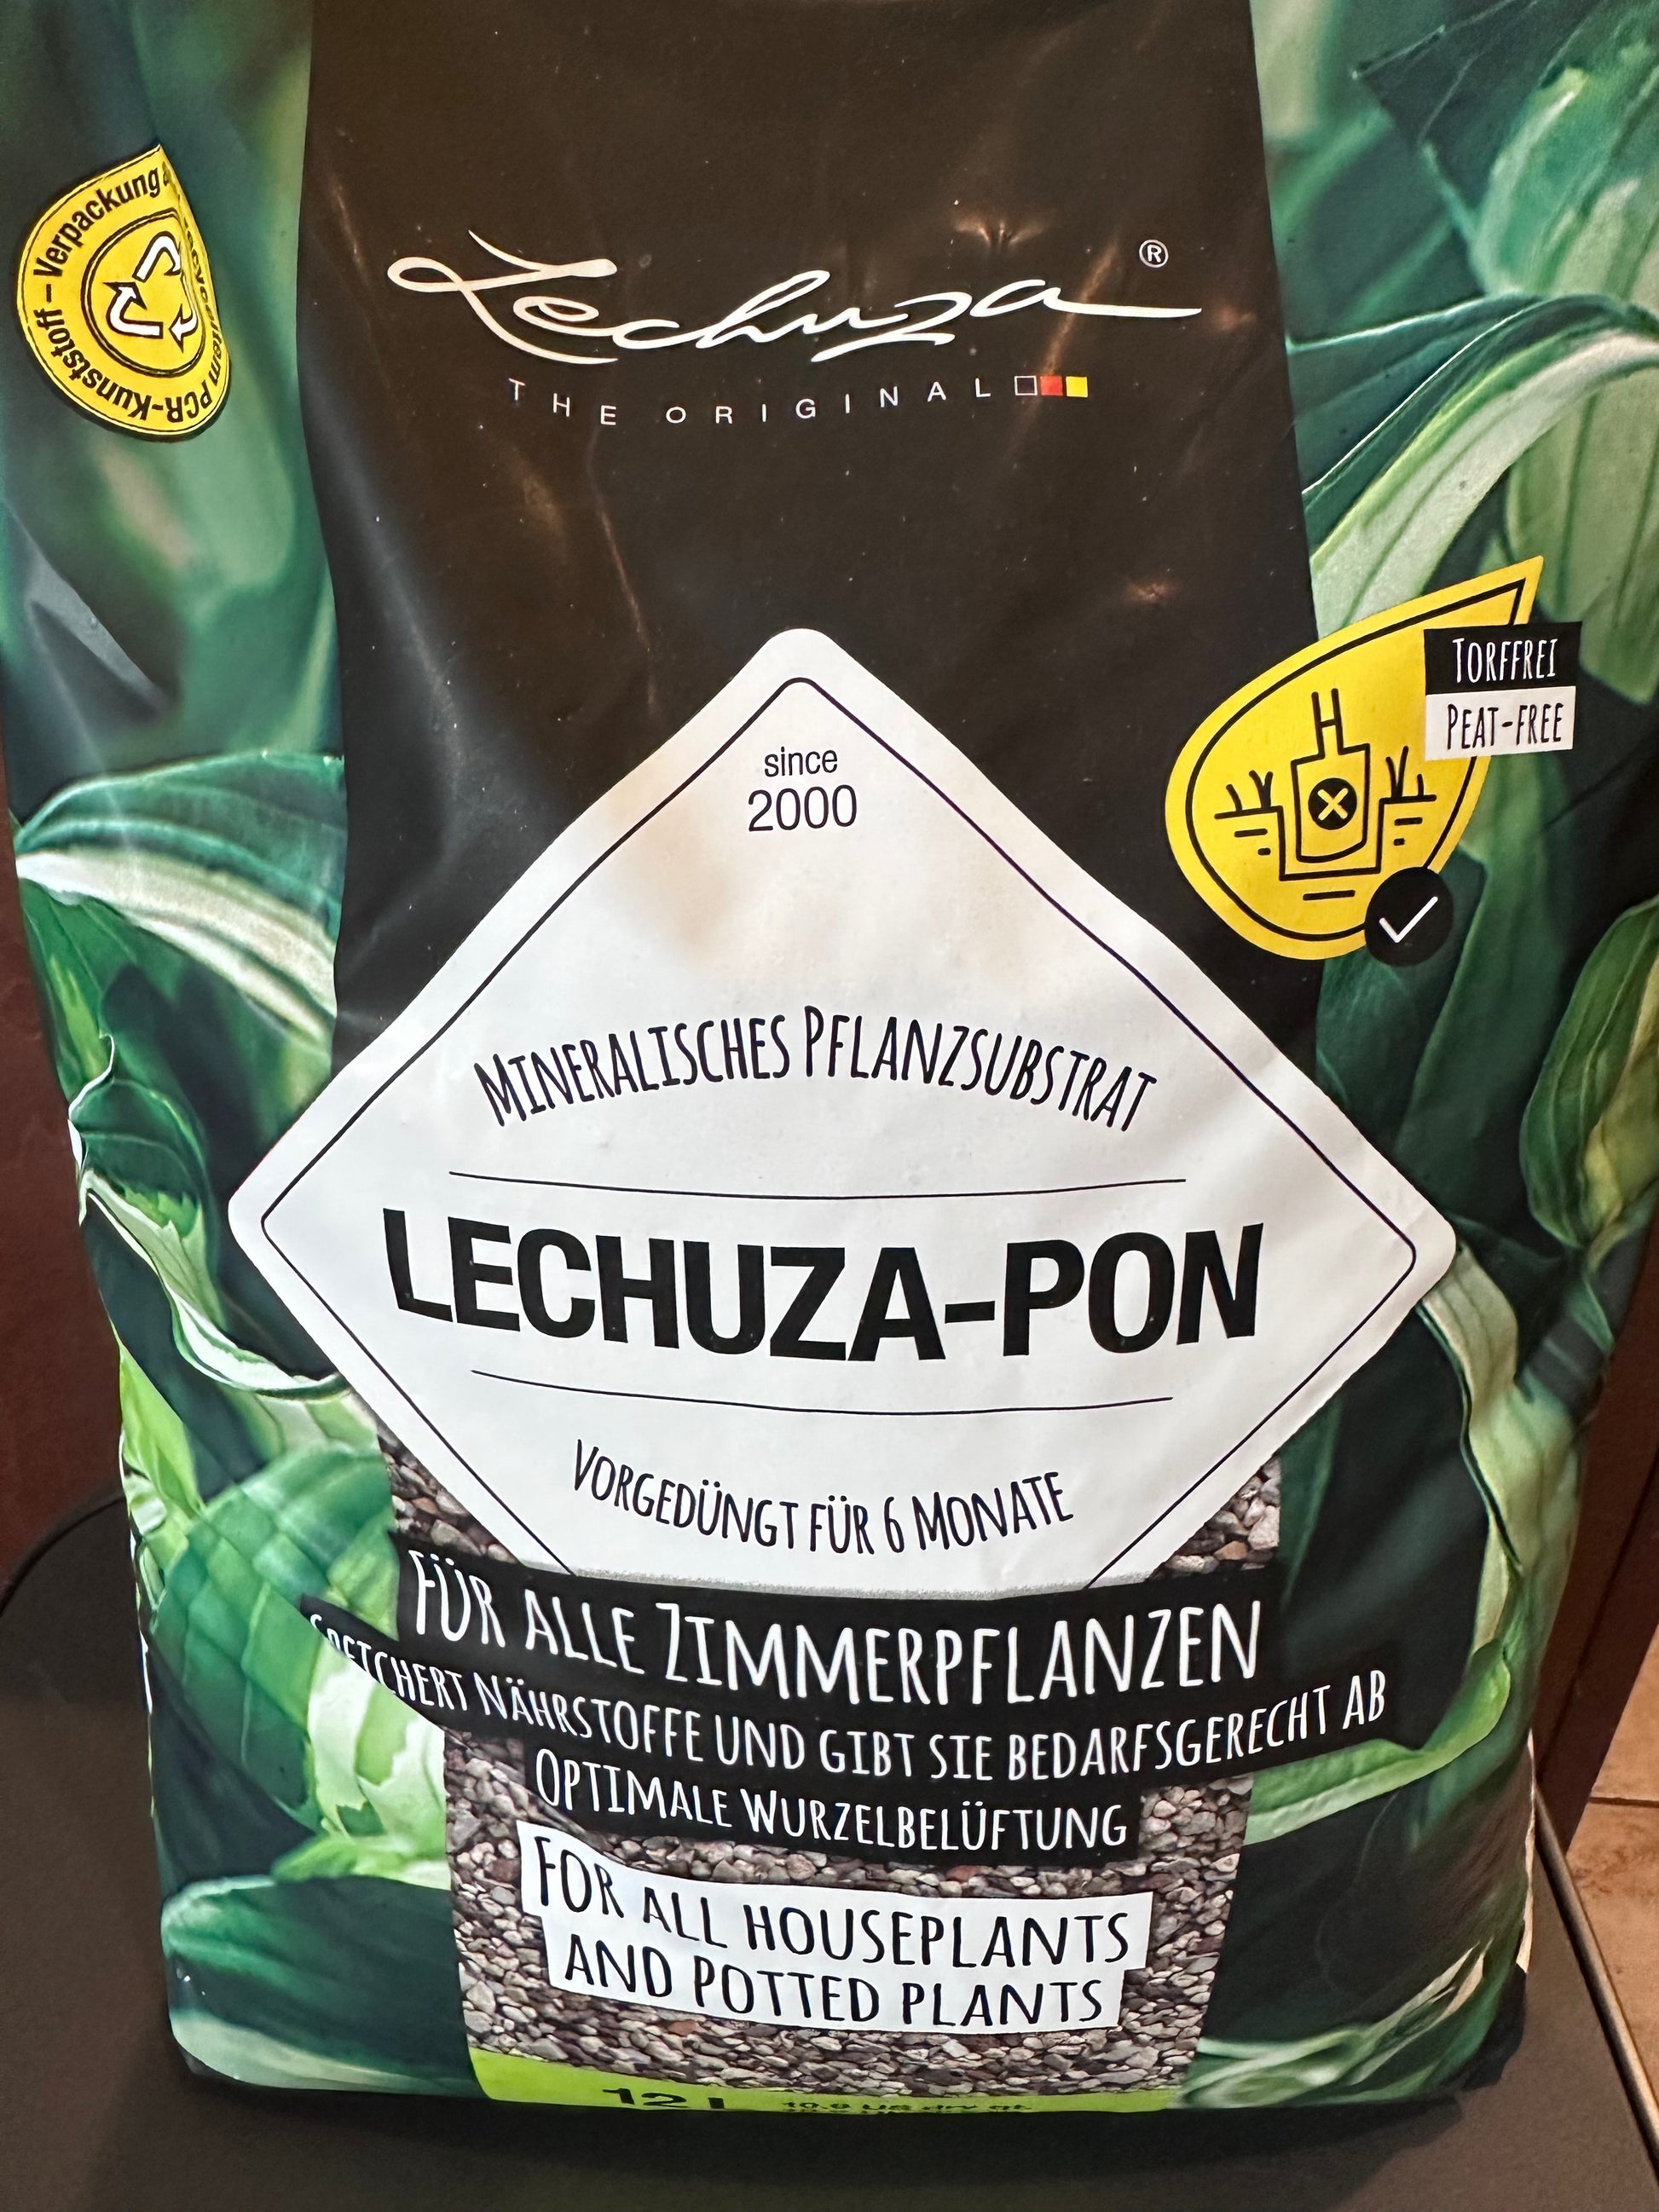 Lechuza®
THE ORIGINAL
Verpackung
PCR-Kunststoff –
TORFFREI
PEAT-FREE
since
2000
MINERALISCHES PFLANZSUBSTRAT
LECHUZA-PON
VORGEDÜNGT FÜR 6 MONATE
FÜR ALLE ZIMMERPFLANZEN
SPEICHERT NÄHRSTOFFE UND GIBT SIE BEDARFSGERECHT AB
OPTIMALE WURZELBELÜFTUNG
FOR ALL HOUSEPLANTS
AND POTTED PLANTS
12 l